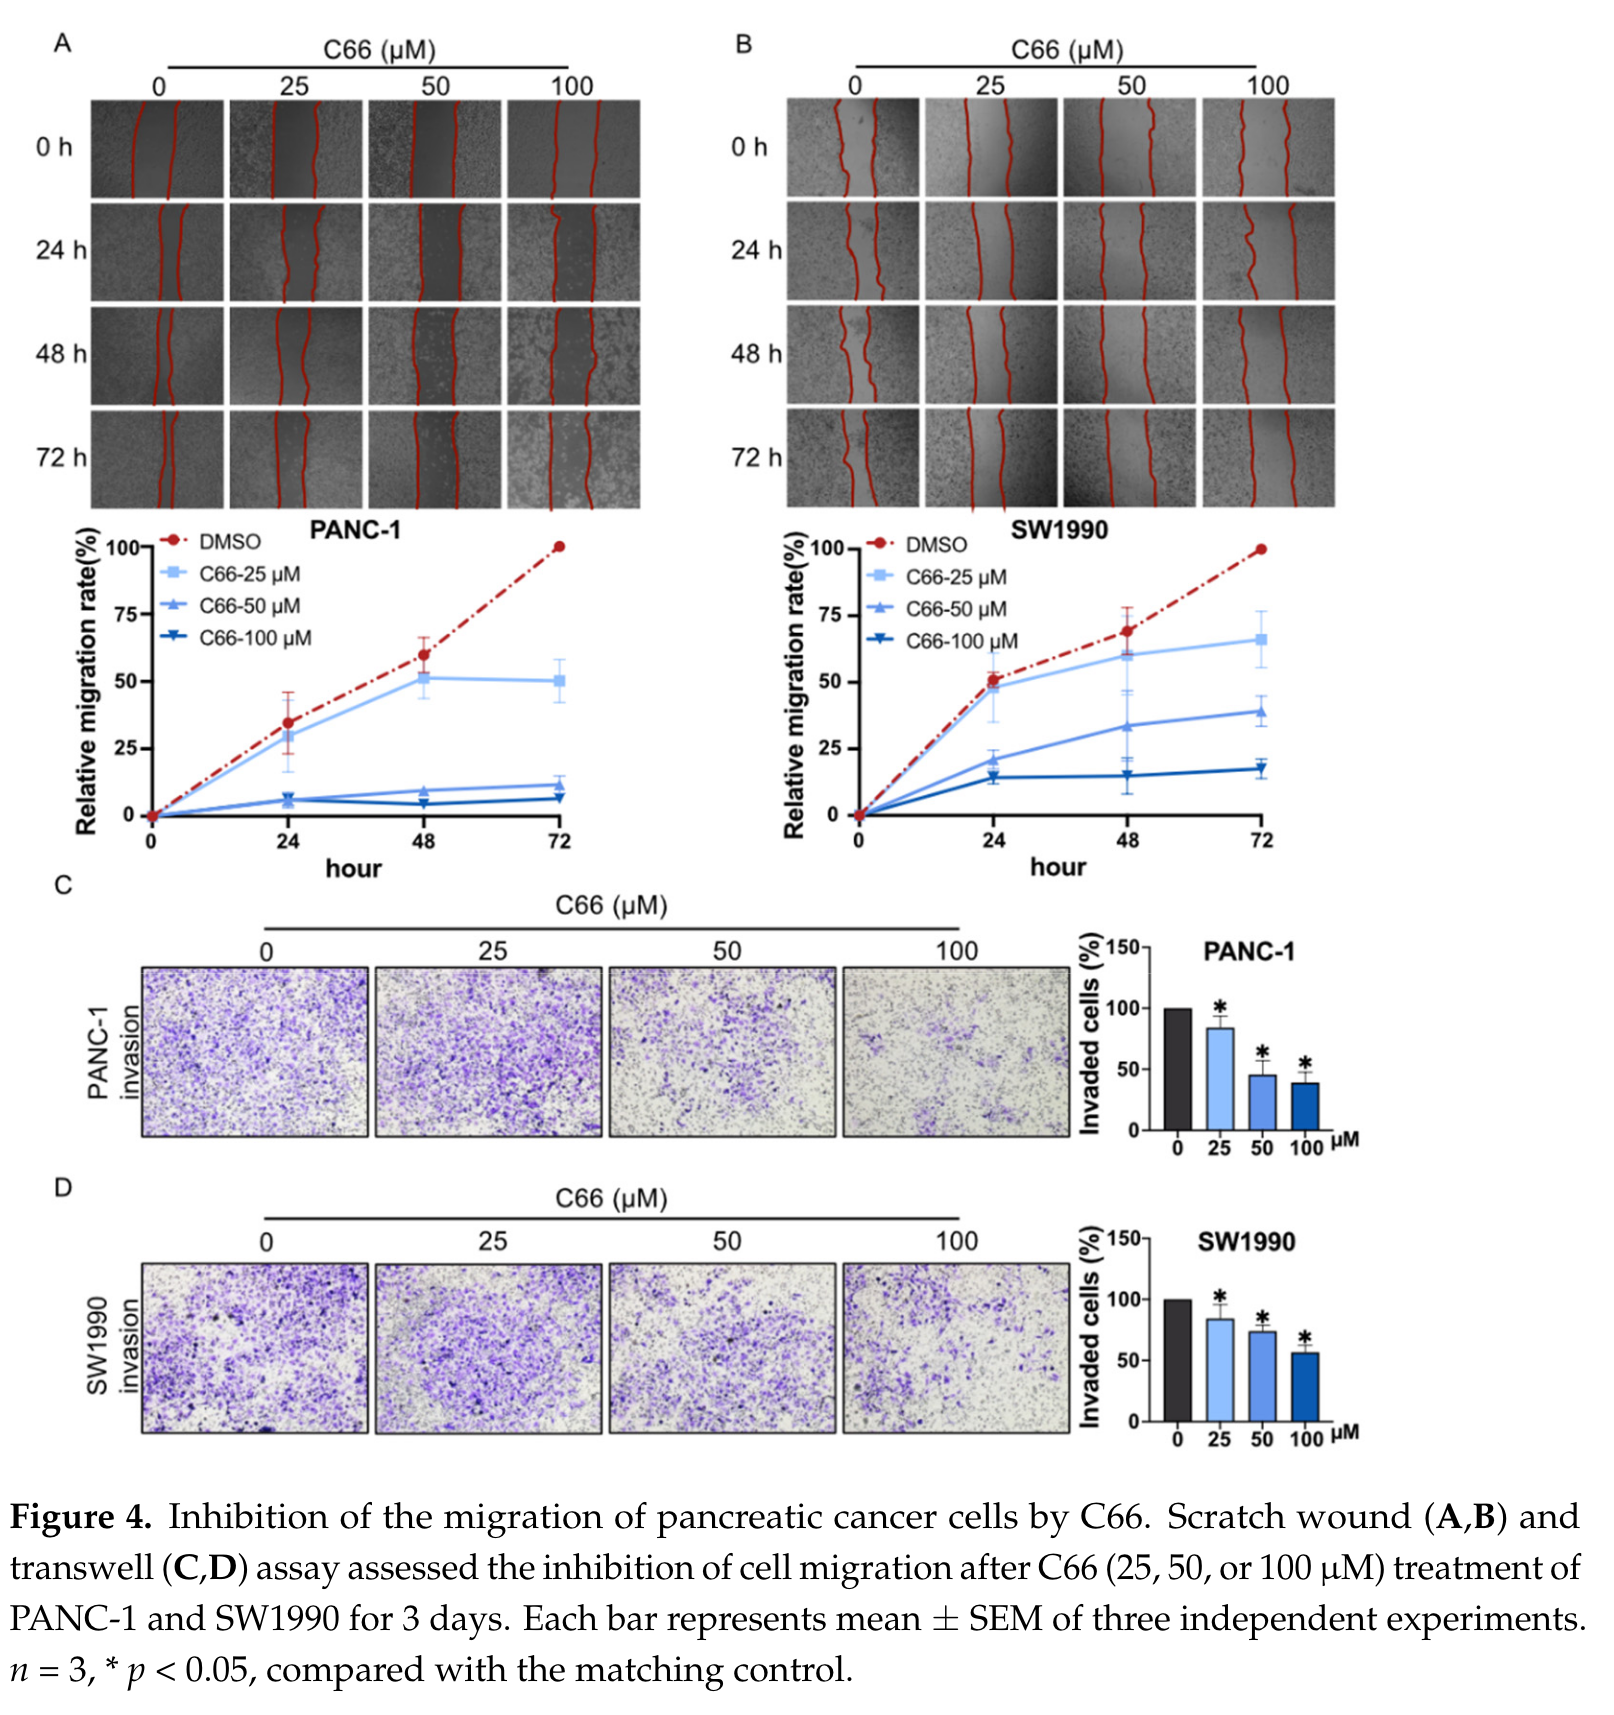 A
C66 (µM)
0 25 50 100
0 h
24 h
48 h
72 h
PANC-1
Relative migration rate(%)
100
75
50
25
0
DMSO
C66-25 µM
C66-50 µM
C66-100 µM
0 24 48 72
hour
B
C66 (µM)
0 25 50 100
0 h
24 h
48 h
72 h
SW1990
Relative migration rate(%)
100
75
50
25
0
DMSO
C66-25 µM
C66-50 µM
C66-100 µM
0 24 48 72
hour
C
C66 (µM)
0 25 50 100
PANC-1
invasion
PANC-1
Invaded cells (%)
150
100
50
0
* * *
0 25 50 100 µM
D
C66 (µM)
0 25 50 100
SW1990
invasion
SW1990
Invaded cells (%)
150
100
50
0
* * *
0 25 50 100 µM
Figure 4. Inhibition of the migration of pancreatic cancer cells by C66. Scratch wound (A,B) and
transwell (C,D) assay assessed the inhibition of cell migration after C66 (25, 50, or 100 µM) treatment of
PANC-1 and SW1990 for 3 days. Each bar represents mean ± SEM of three independent experiments.
n = 3, * p < 0.05, compared with the matching control.